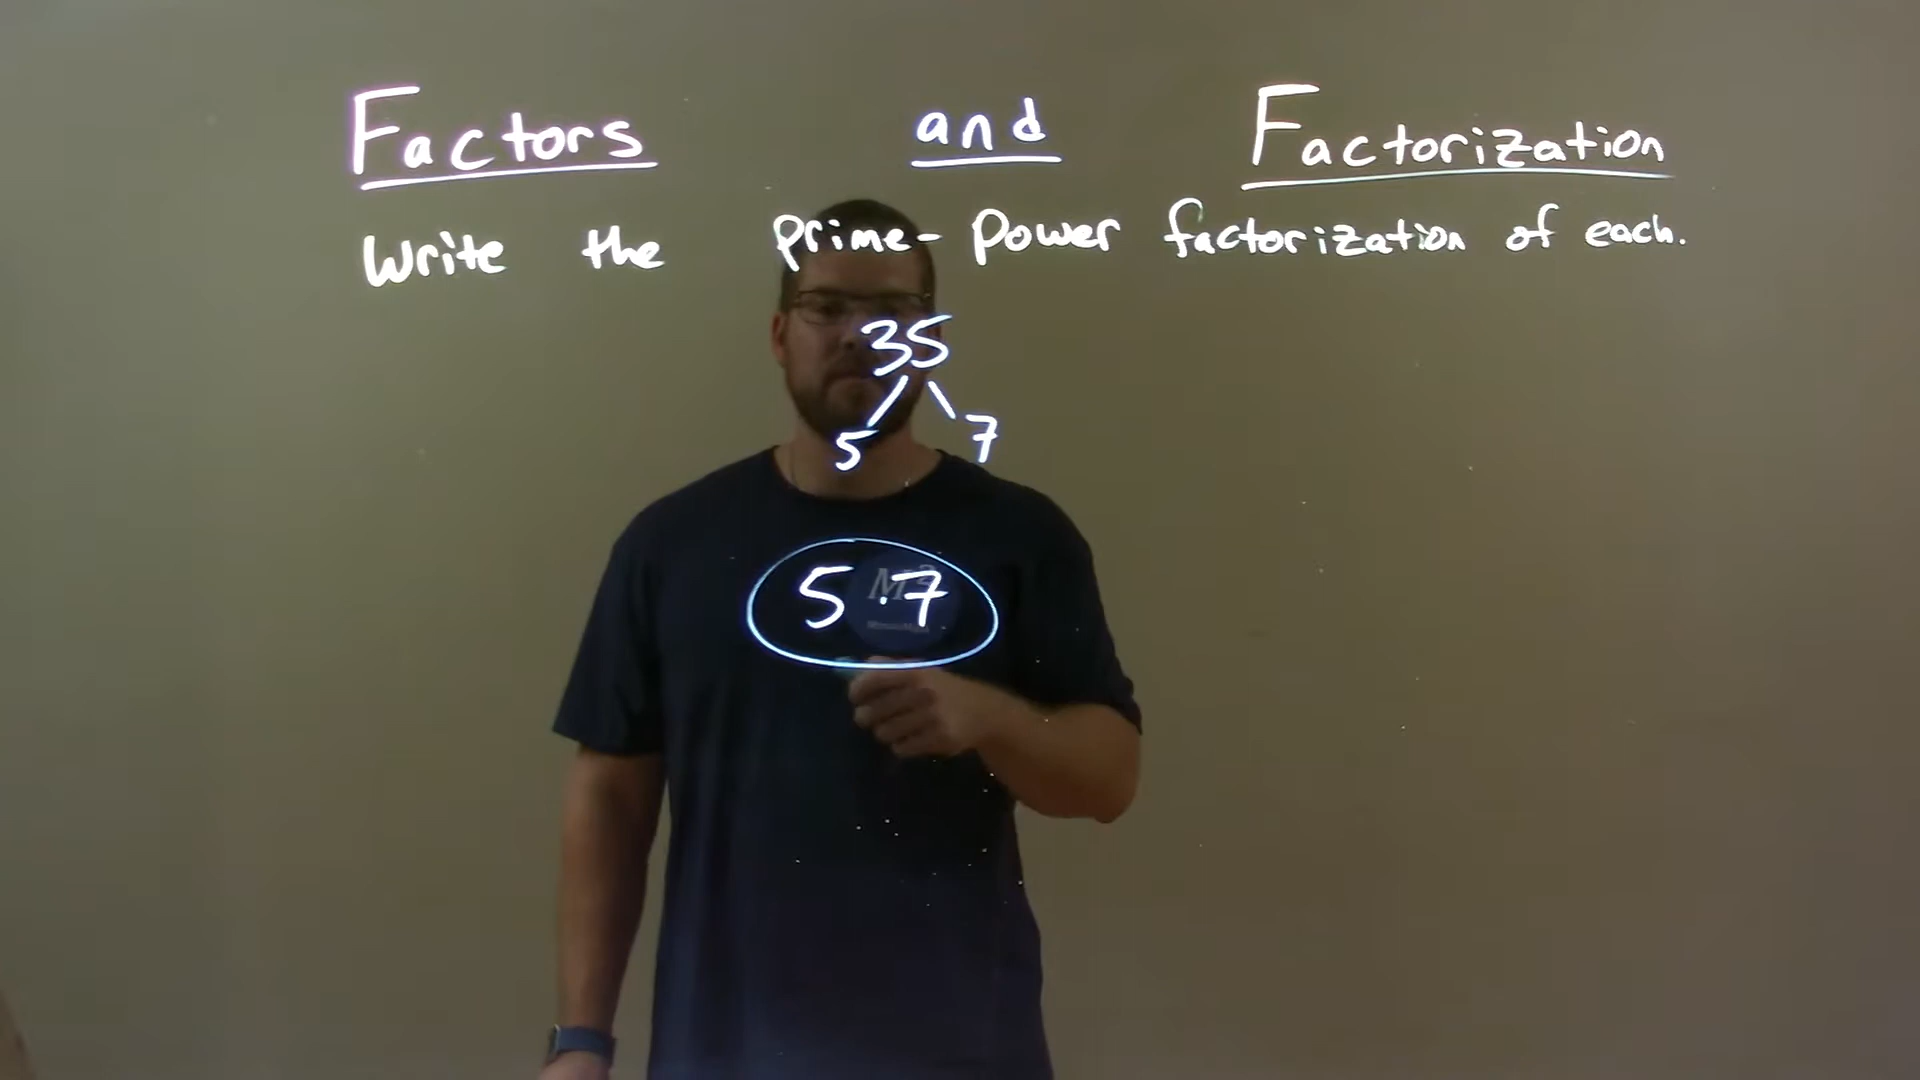 Factors and Factorization
Write the prime-power factorization of each.
35
5 7
5 · 7